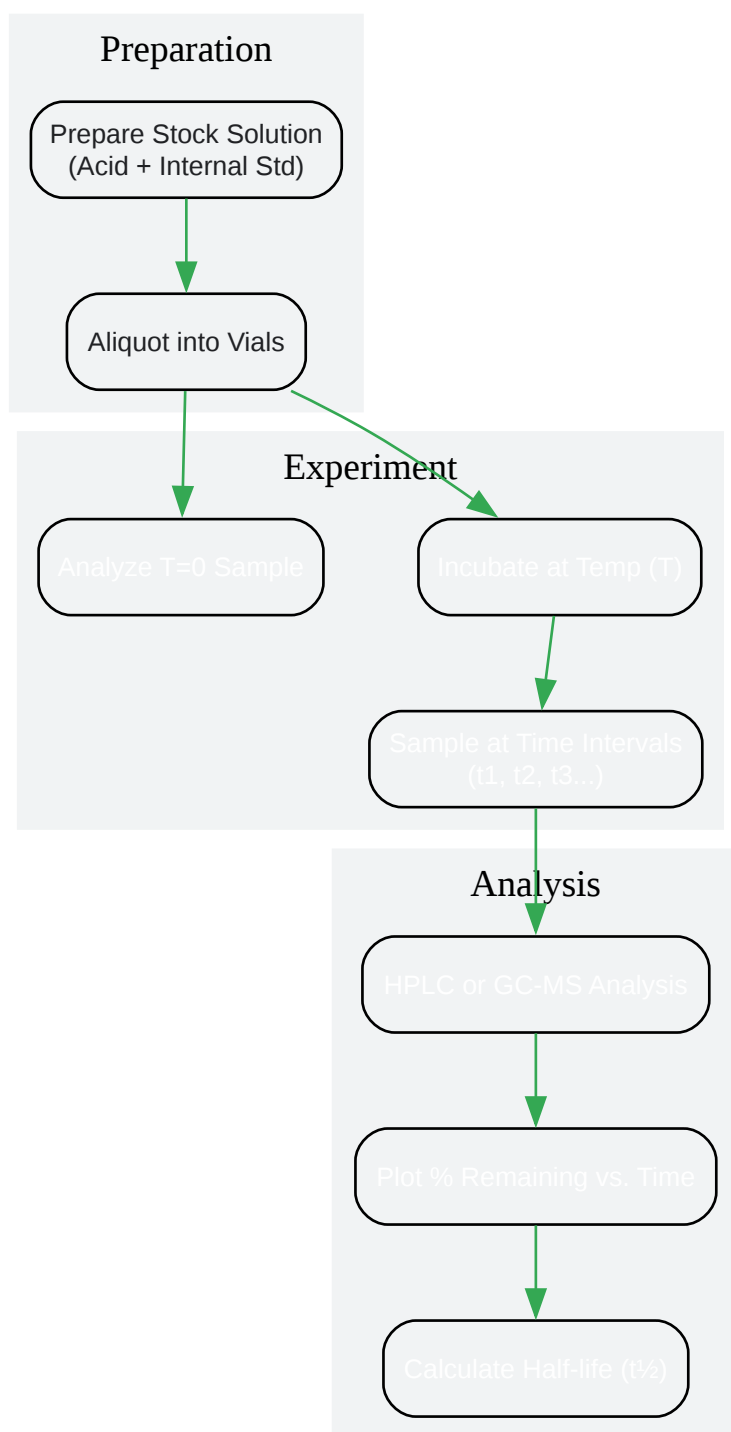 Preparation
Prepare Stock Solution
(Acid + Internal Std)
Aliquot into Vials
Experiment
Analyze T=0 Sample
Incubate at Temp (T)
Sample at Time Intervals
(t1, t2, t3...)
Analysis
HPLC or GC-MS Analysis
Plot % Remaining vs. Time
Calculate Half-life (t½)